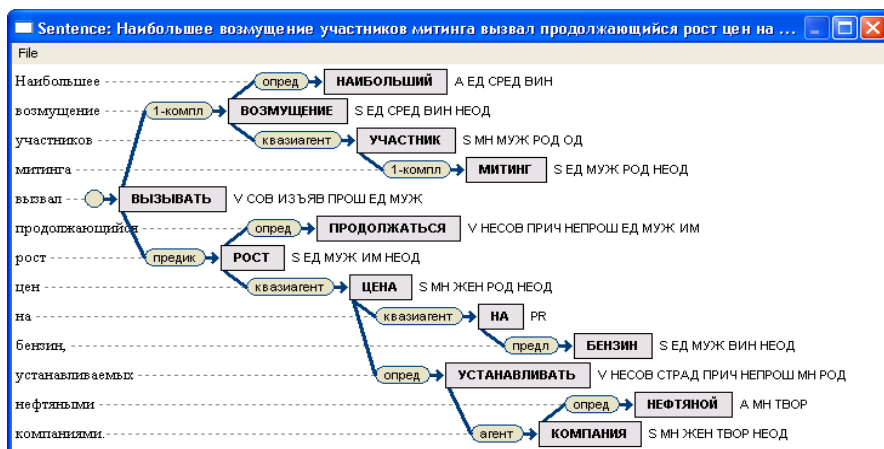 Sentence: Наибольшее возмущение участников митинга вызвал продолжающийся рост цен на ...
File
Наибольшее опред НАИБОЛЬШИЙ А ЕД СРЕД ВИН
возмущение 1-компл ВОЗМУЩЕНИЕ S ЕД СРЕД ВИН НЕОД
участников квазиагент УЧАСТНИК S МН МУЖ РОД ОД
митинга 1-компл МИТИНГ S ЕД МУЖ РОД НЕОД
вызвал ВЫЗЫВАТЬ V СОВ ИЗЪЯВ ПРОШ ЕД МУЖ
продолжающийся опред ПРОДОЛЖАТЬСЯ V НЕСОВ ПРИЧ НЕПРОШ ЕД МУЖ ИМ
рост предик РОСТ S ЕД МУЖ ИМ НЕОД
цен квазиагент ЦЕНА S МН ЖЕН РОД НЕОД
на квазиагент НА PR
бензин, предл БЕНЗИН S ЕД МУЖ ВИН НЕОД
устанавливаемых опред УСТАНАВЛИВАТЬ V НЕСОВ СТРАД ПРИЧ НЕПРОШ МН РОД
нефтяными опред НЕФТЯНОЙ А МН ТВОР
компаниями. агент КОМПАНИЯ S МН ЖЕН ТВОР НЕОД